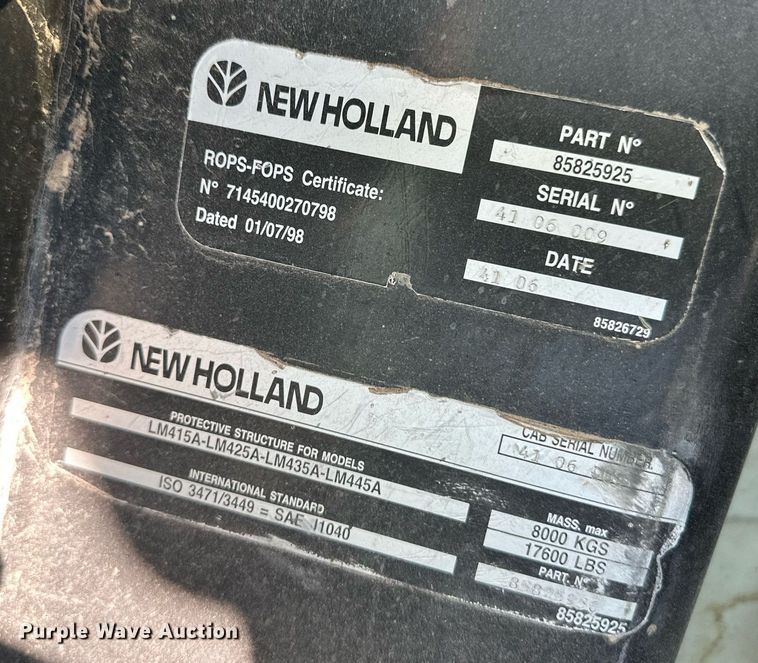 NEW HOLLAND
ROPS-FOPS Certificate:
N° 7145400270798
Dated 01/07/98
PART N°
85825925
SERIAL N°
41 06 009
DATE
41 06
85826729
NEW HOLLAND
PROTECTIVE STRUCTURE FOR MODELS
LM415A-LM425A-LM435A-LM445A
INTERNATIONAL STANDARD
ISO 3471/3449 = SAE J1040
CAB SERIAL NUMBER
41 06
MASS. max
8000 KGS
17600 LBS
PART. N°
85825925
Purple Wave Auction